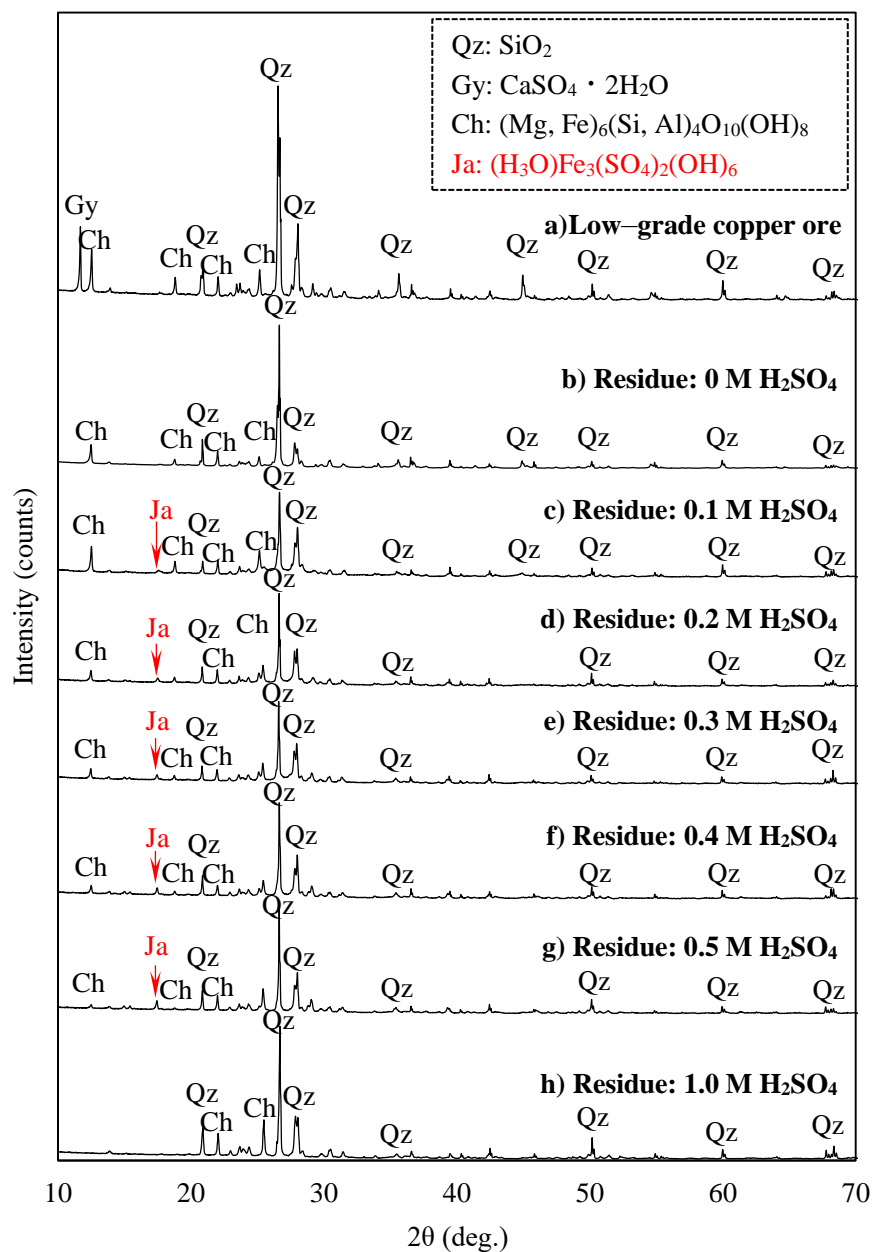 Qz: SiO₂
Gy: CaSO₄・2H₂O
Ch: (Mg, Fe)₆(Si, Al)₄O₁₀(OH)₈
Ja: (H₃O)Fe₃(SO₄)₂(OH)₆
Qz
Gy Ch Qz Ch Ch Qz Qz Qz Qz Qz Qz
a)Low–grade copper ore
Qz
b) Residue: 0 M H₂SO₄
Ch Ch Qz Ch Ch Qz Qz Qz Qz Qz Qz
Qz
c) Residue: 0.1 M H₂SO₄
Ch Ja Ch Qz Ch Ch Qz Qz Qz Qz Qz Qz
Qz
d) Residue: 0.2 M H₂SO₄
Ch Ja Qz Ch Ch Qz Qz Qz Qz Qz
Qz
e) Residue: 0.3 M H₂SO₄
Ch Ja Ch Qz Ch Qz Qz Qz Qz Qz
Qz
f) Residue: 0.4 M H₂SO₄
Ch Ja Ch Qz Ch Qz Qz Qz Qz Qz
Qz
g) Residue: 0.5 M H₂SO₄
Ch Ja Ch Qz Ch Qz Qz Qz Qz Qz
Qz
h) Residue: 1.0 M H₂SO₄
Qz Ch Ch Qz Qz Qz Qz Qz
Intensity (counts)
10 20 30 40 50 60 70
2θ (deg.)